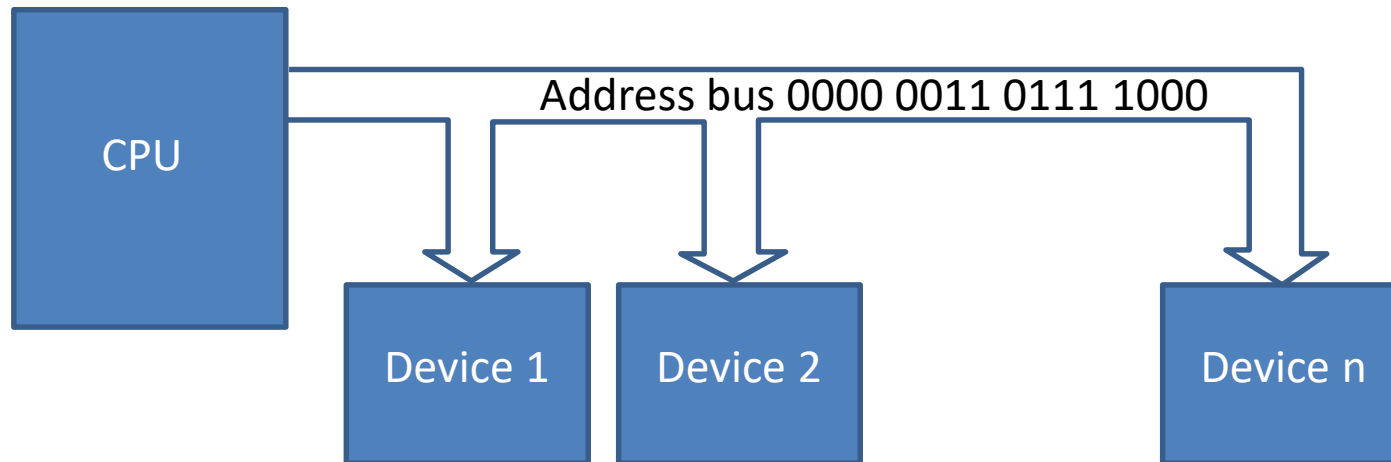 Address bus 0000 0011 0111 1000
CPU
Device 1
Device 2
Device n